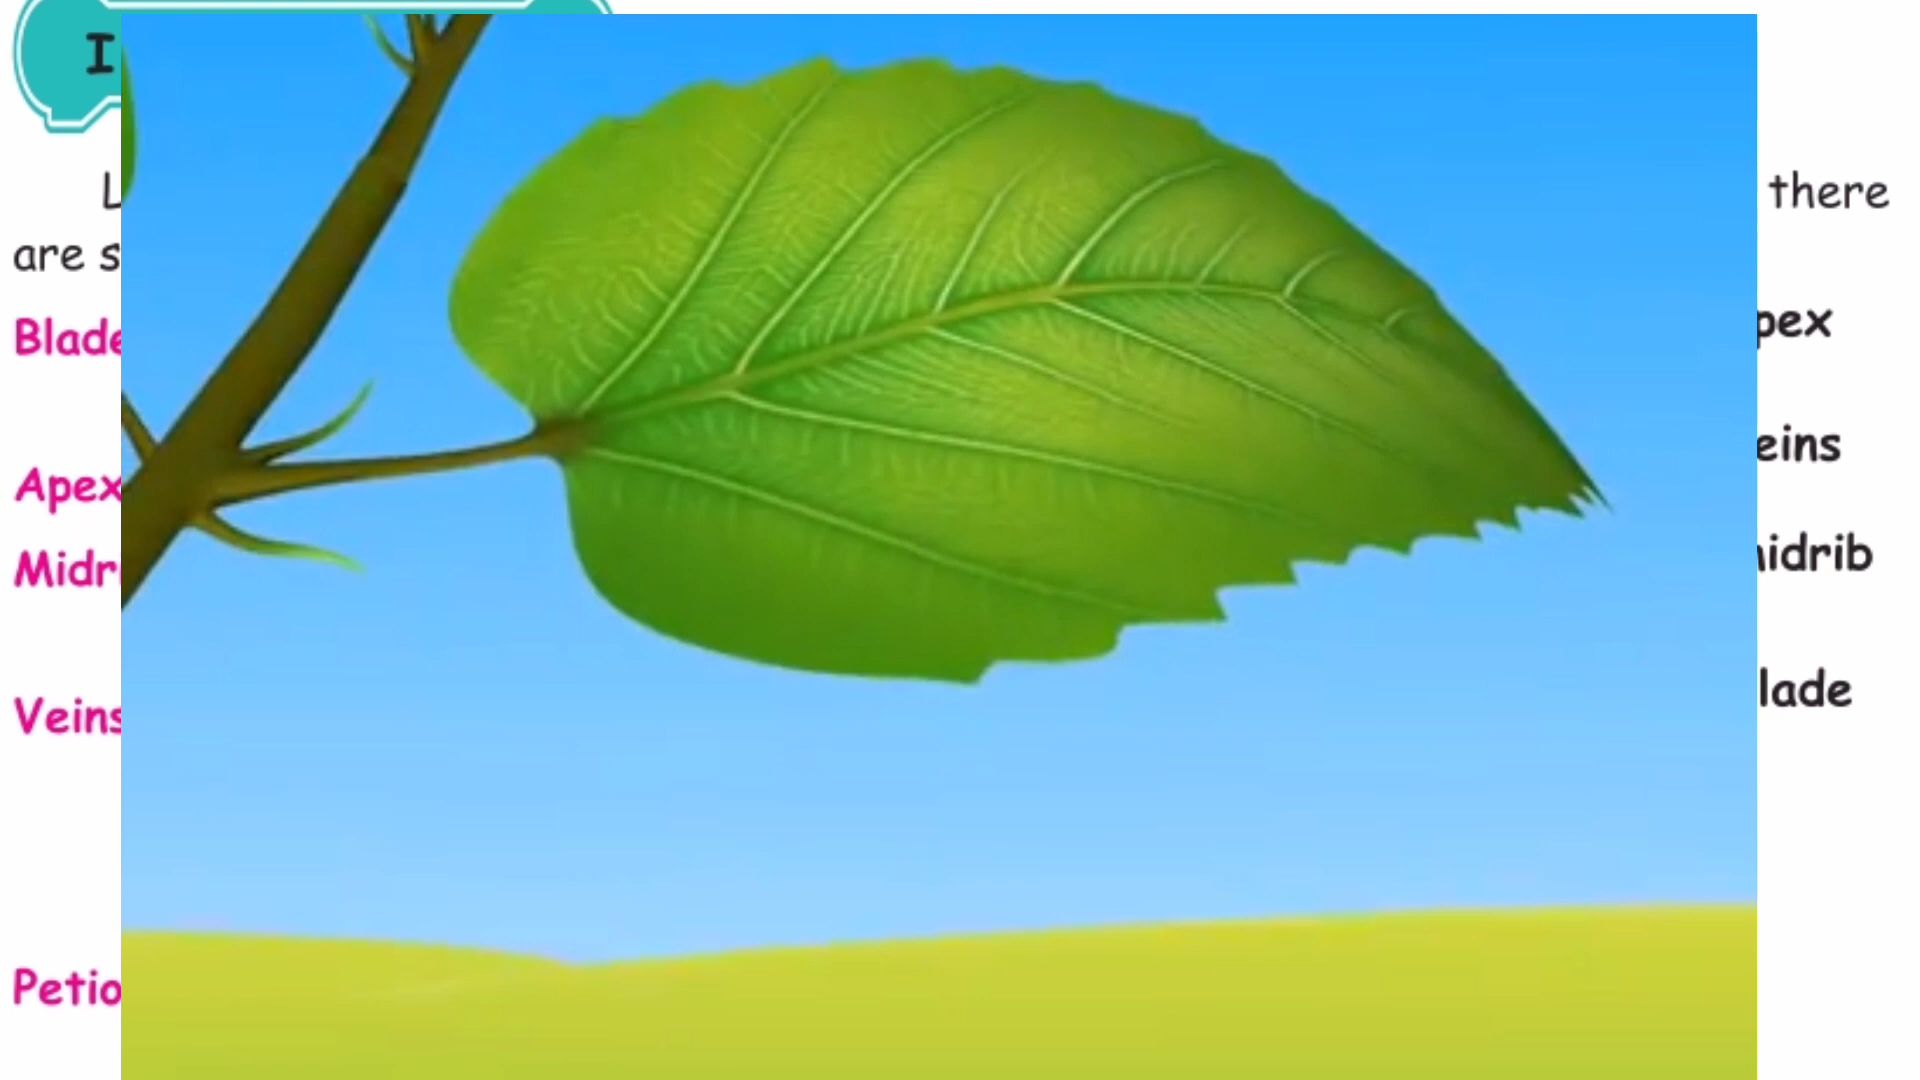 I
L there
are s
Blade pex
eins
Apex
Midr idrib
Veins lade
Petio